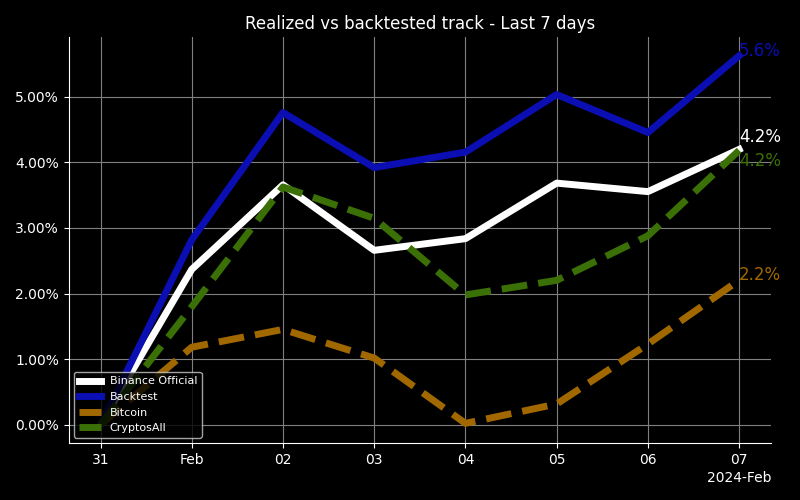 Realized vs backtested track - Last 7 days
5.6%
5.00%
4.2%
4.00%
4.2%
3.00%
2.2%
2.00%
1.00%
Binance Official
Backtest
Bitcoin
CryptosAll
0.00%
31 Feb 02 03 04 05 06 07
2024-Feb